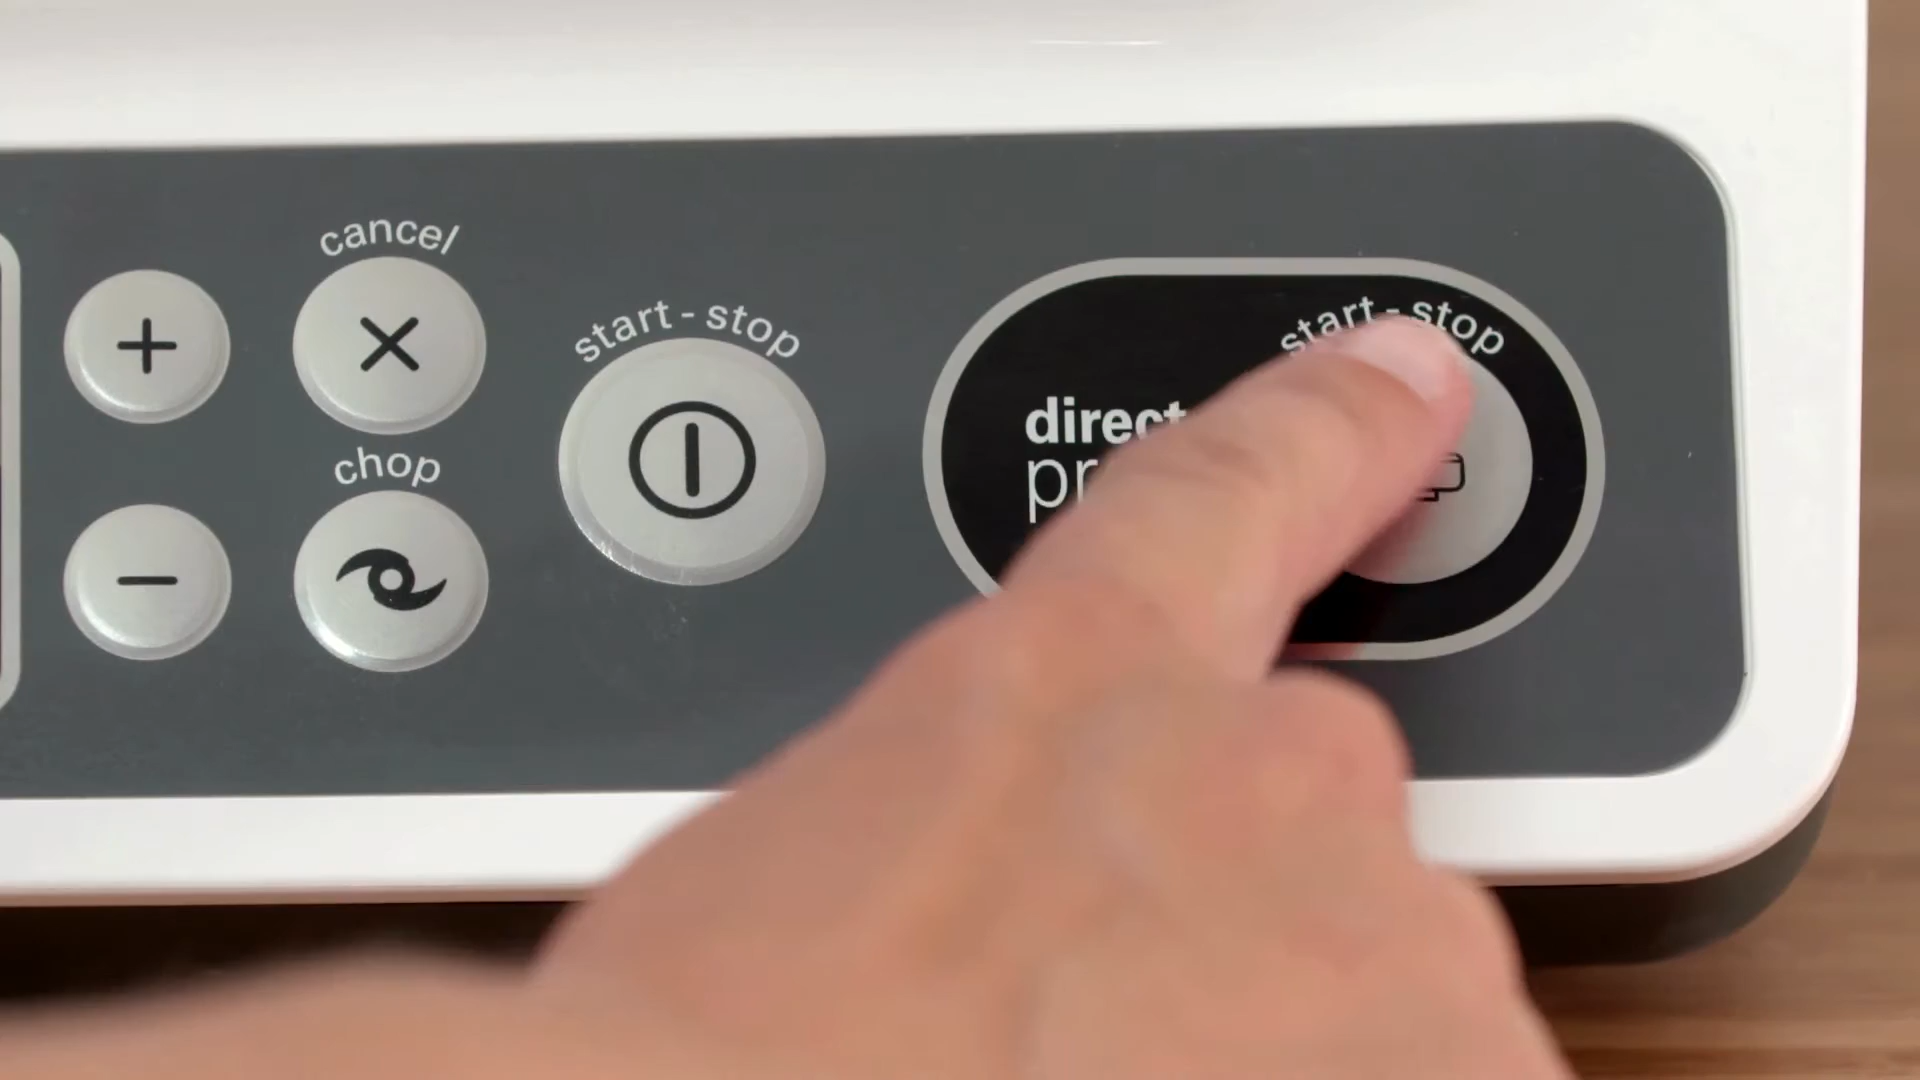 cancel
chop
start - stop
start - stop
direct